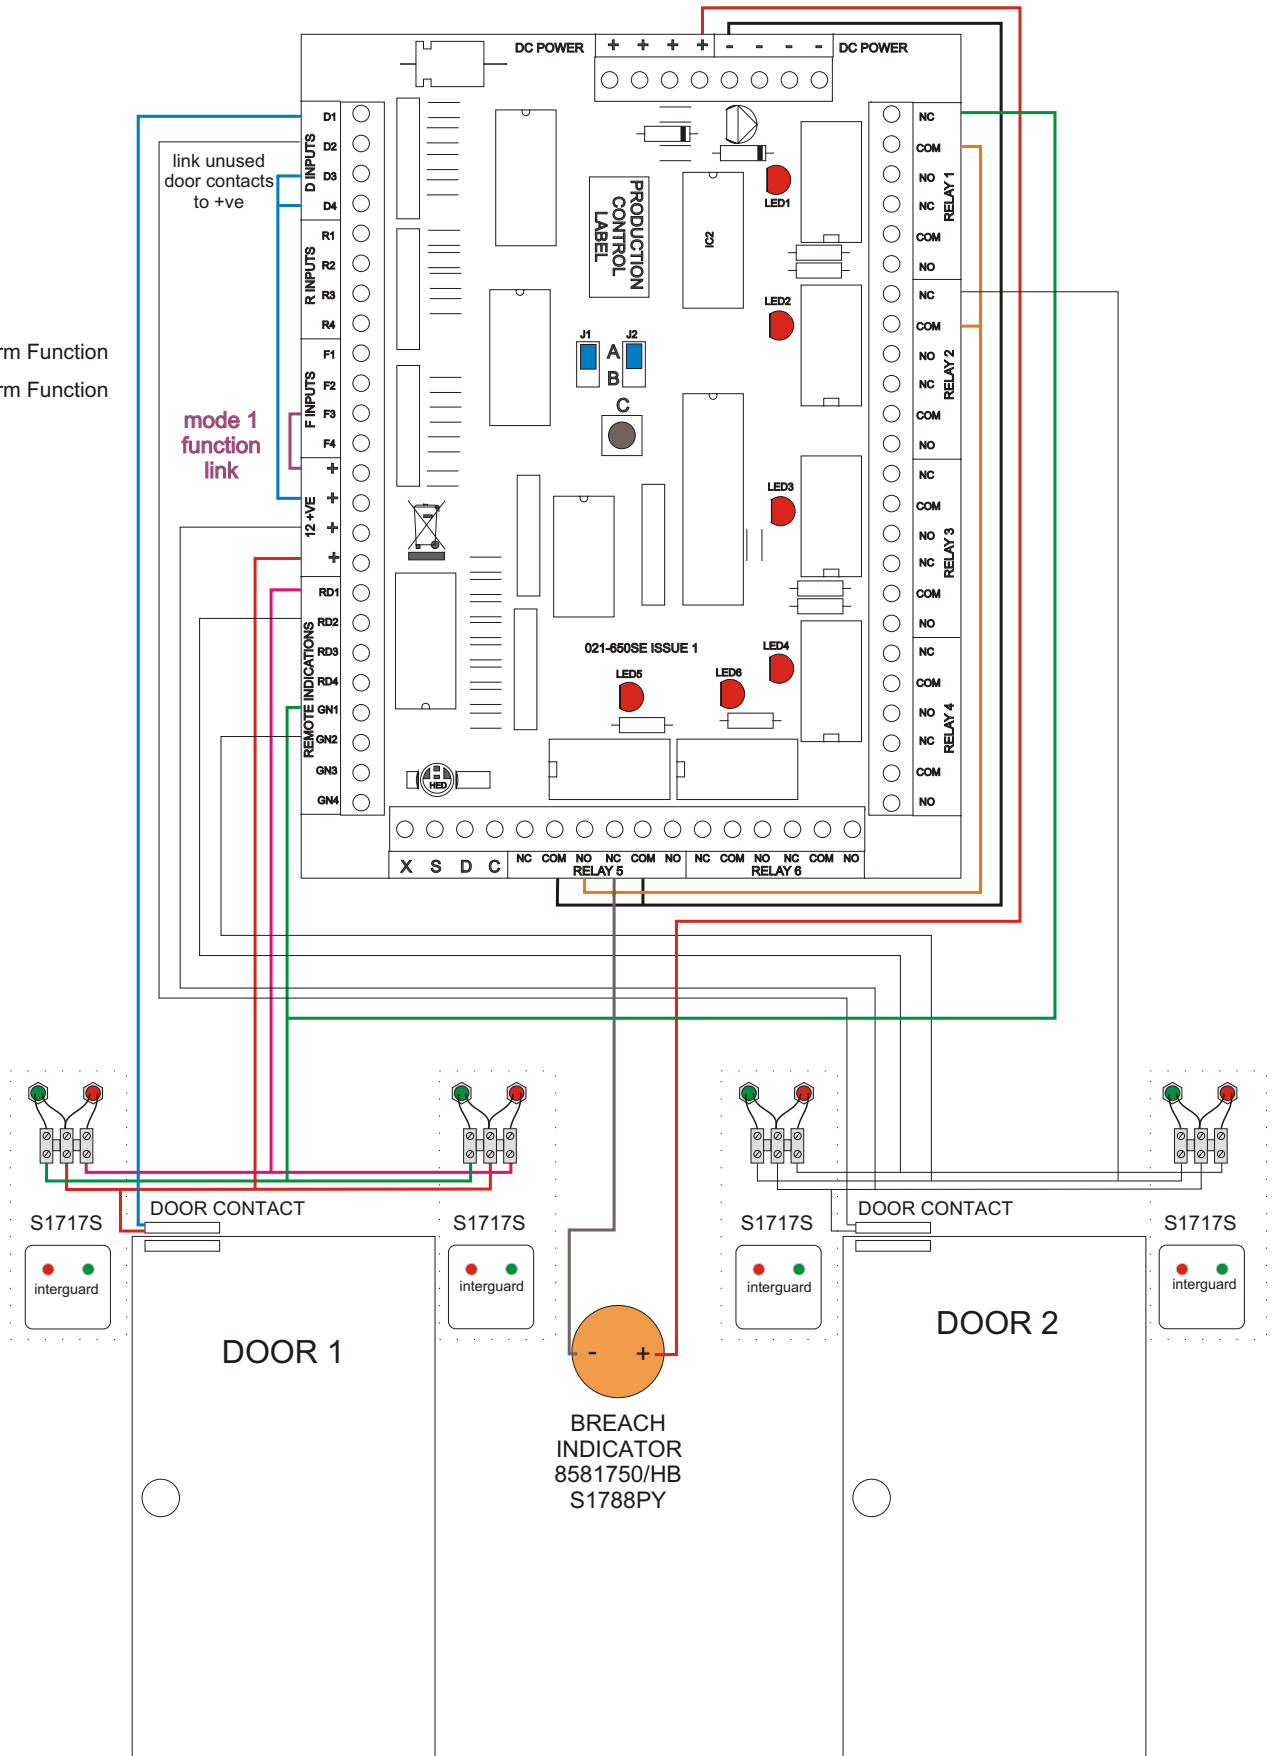 DC POWER
+ + + + - - - -
DC POWER
D INPUTS
D1
D2
D3
D4
R INPUTS
R1
R2
R3
R4
F INPUTS
F1
F2
F3
F4
12 +VE
+
+
+
+
REMOTE INDICATIONS
RD1
RD2
RD3
RD4
GN1
GN2
GN3
GN4
link unused
door contacts
to +ve
rm Function
rm Function
mode 1
function
link
PRODUCTION
CONTROL
LABEL
IC2
LED1
LED2
J1
J2
A
B
C
LED3
021-650SE ISSUE 1
LED4
LED5
LED6
HED
NC
COM
NO
NC
COM
NO
RELAY 1
NC
COM
NO
NC
COM
NO
RELAY 2
NC
COM
NO
NC
COM
NO
RELAY 3
NC
COM
NO
NC
COM
NO
RELAY 4
X S D C
NC COM NO NC COM NO
RELAY 5
NC COM NO NC COM NO
RELAY 6
DOOR CONTACT
S1717S
interguard
S1717S
interguard
DOOR 1
DOOR CONTACT
S1717S
interguard
S1717S
interguard
DOOR 2
- +
BREACH
INDICATOR
8581750/HB
S1788PY